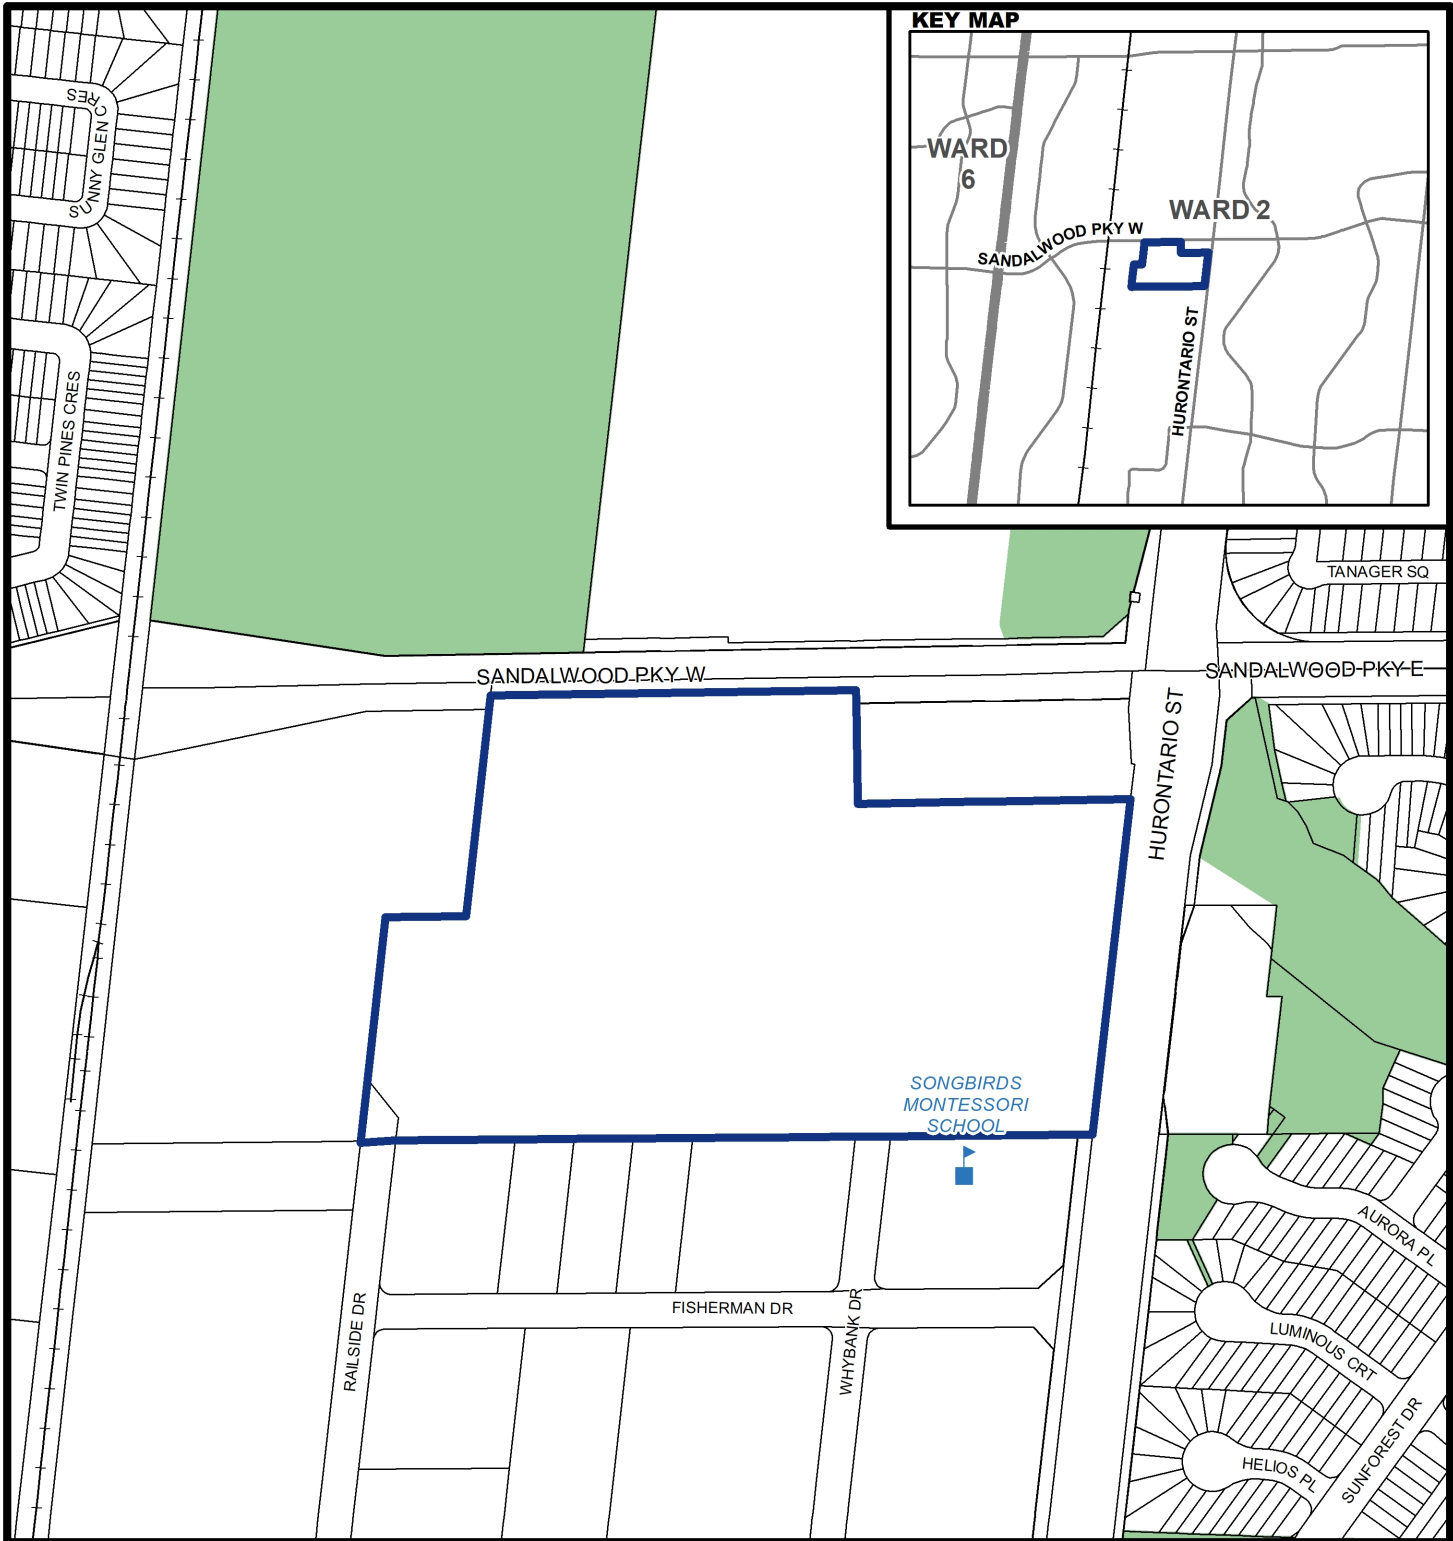 KEY MAP
WARD
6
WARD 2
SANDALWOOD PKY W
HURONTARIO ST
SUNNY GLEN CRES
TWIN PINES CRES
TANAGER SQ
SANDALWOOD PKY W
SANDALWOOD PKY E
HURONTARIO ST
SONGBIRDS
MONTESSORI
SCHOOL
AURORA PL
FISHERMAN DR
RAILSIDE DR
WHYBANK DR
LUMINOUS CRT
SUNFOREST DR
HELIOS PL